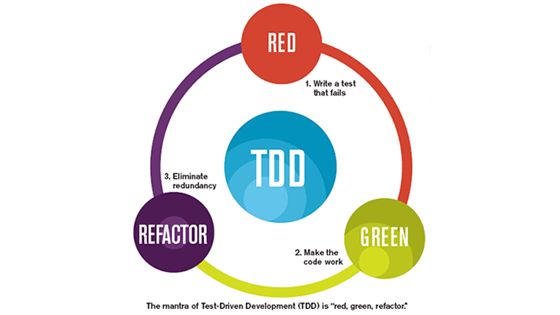 RED
1. Write a test
that fails
TDD
3. Eliminate
redundancy
REFACTOR
GREEN
2. Make the
code work
The mantra of Test-Driven Development (TDD) is "red, green, refactor."